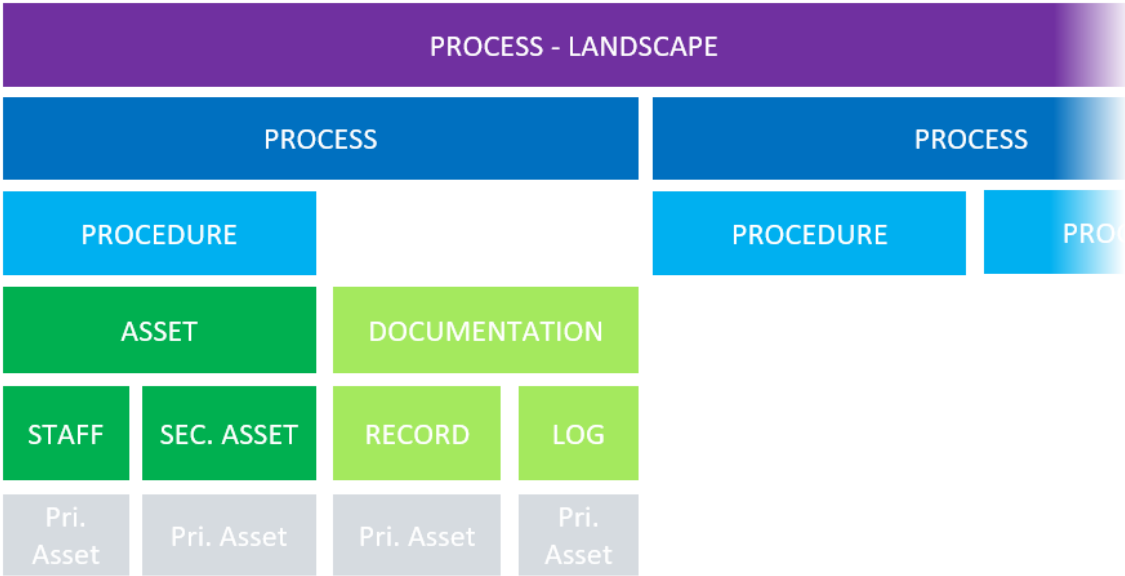 PROCESS - LANDSCAPE
PROCESS
PROCESS
PROCEDURE
PROCEDURE
ASSET
DOCUMENTATION
STAFF
SEC. ASSET
RECORD
LOG
Pri.
Asset
Pri. Asset
Pri. Asset
Pri.
Asset